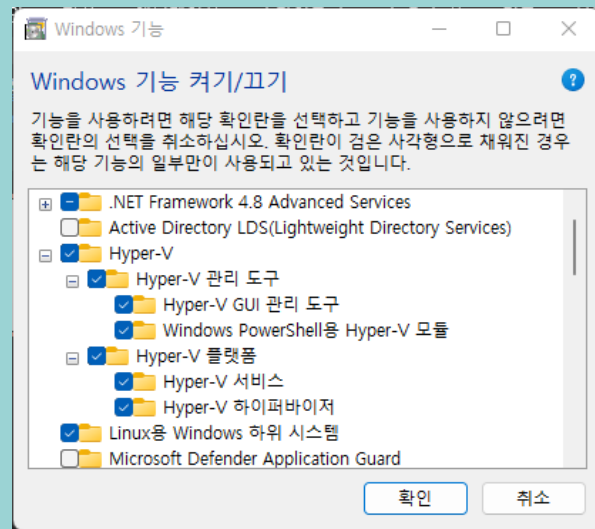 Windows 기능
Windows 기능 켜기/끄기
기능을 사용하려면 해당 확인란을 선택하고 기능을 사용하지 않으려면
확인란의 선택을 취소하십시오. 확인란이 검은 사각형으로 채워진 경우
는 해당 기능의 일부만이 사용되고 있는 것입니다.
.NET Framework 4.8 Advanced Services
Active Directory LDS(Lightweight Directory Services)
Hyper-V
Hyper-V 관리 도구
Hyper-V GUI 관리 도구
Windows PowerShell용 Hyper-V 모듈
Hyper-V 플랫폼
Hyper-V 서비스
Hyper-V 하이퍼바이저
Linux용 Windows 하위 시스템
Microsoft Defender Application Guard
확인
취소